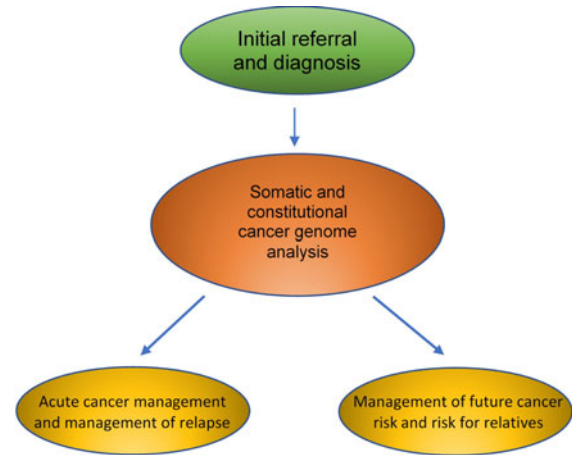 Initial referral
and diagnosis
Somatic and
constitutional
cancer genome
analysis
Acute cancer management
and management of relapse
Management of future cancer
risk and risk for relatives